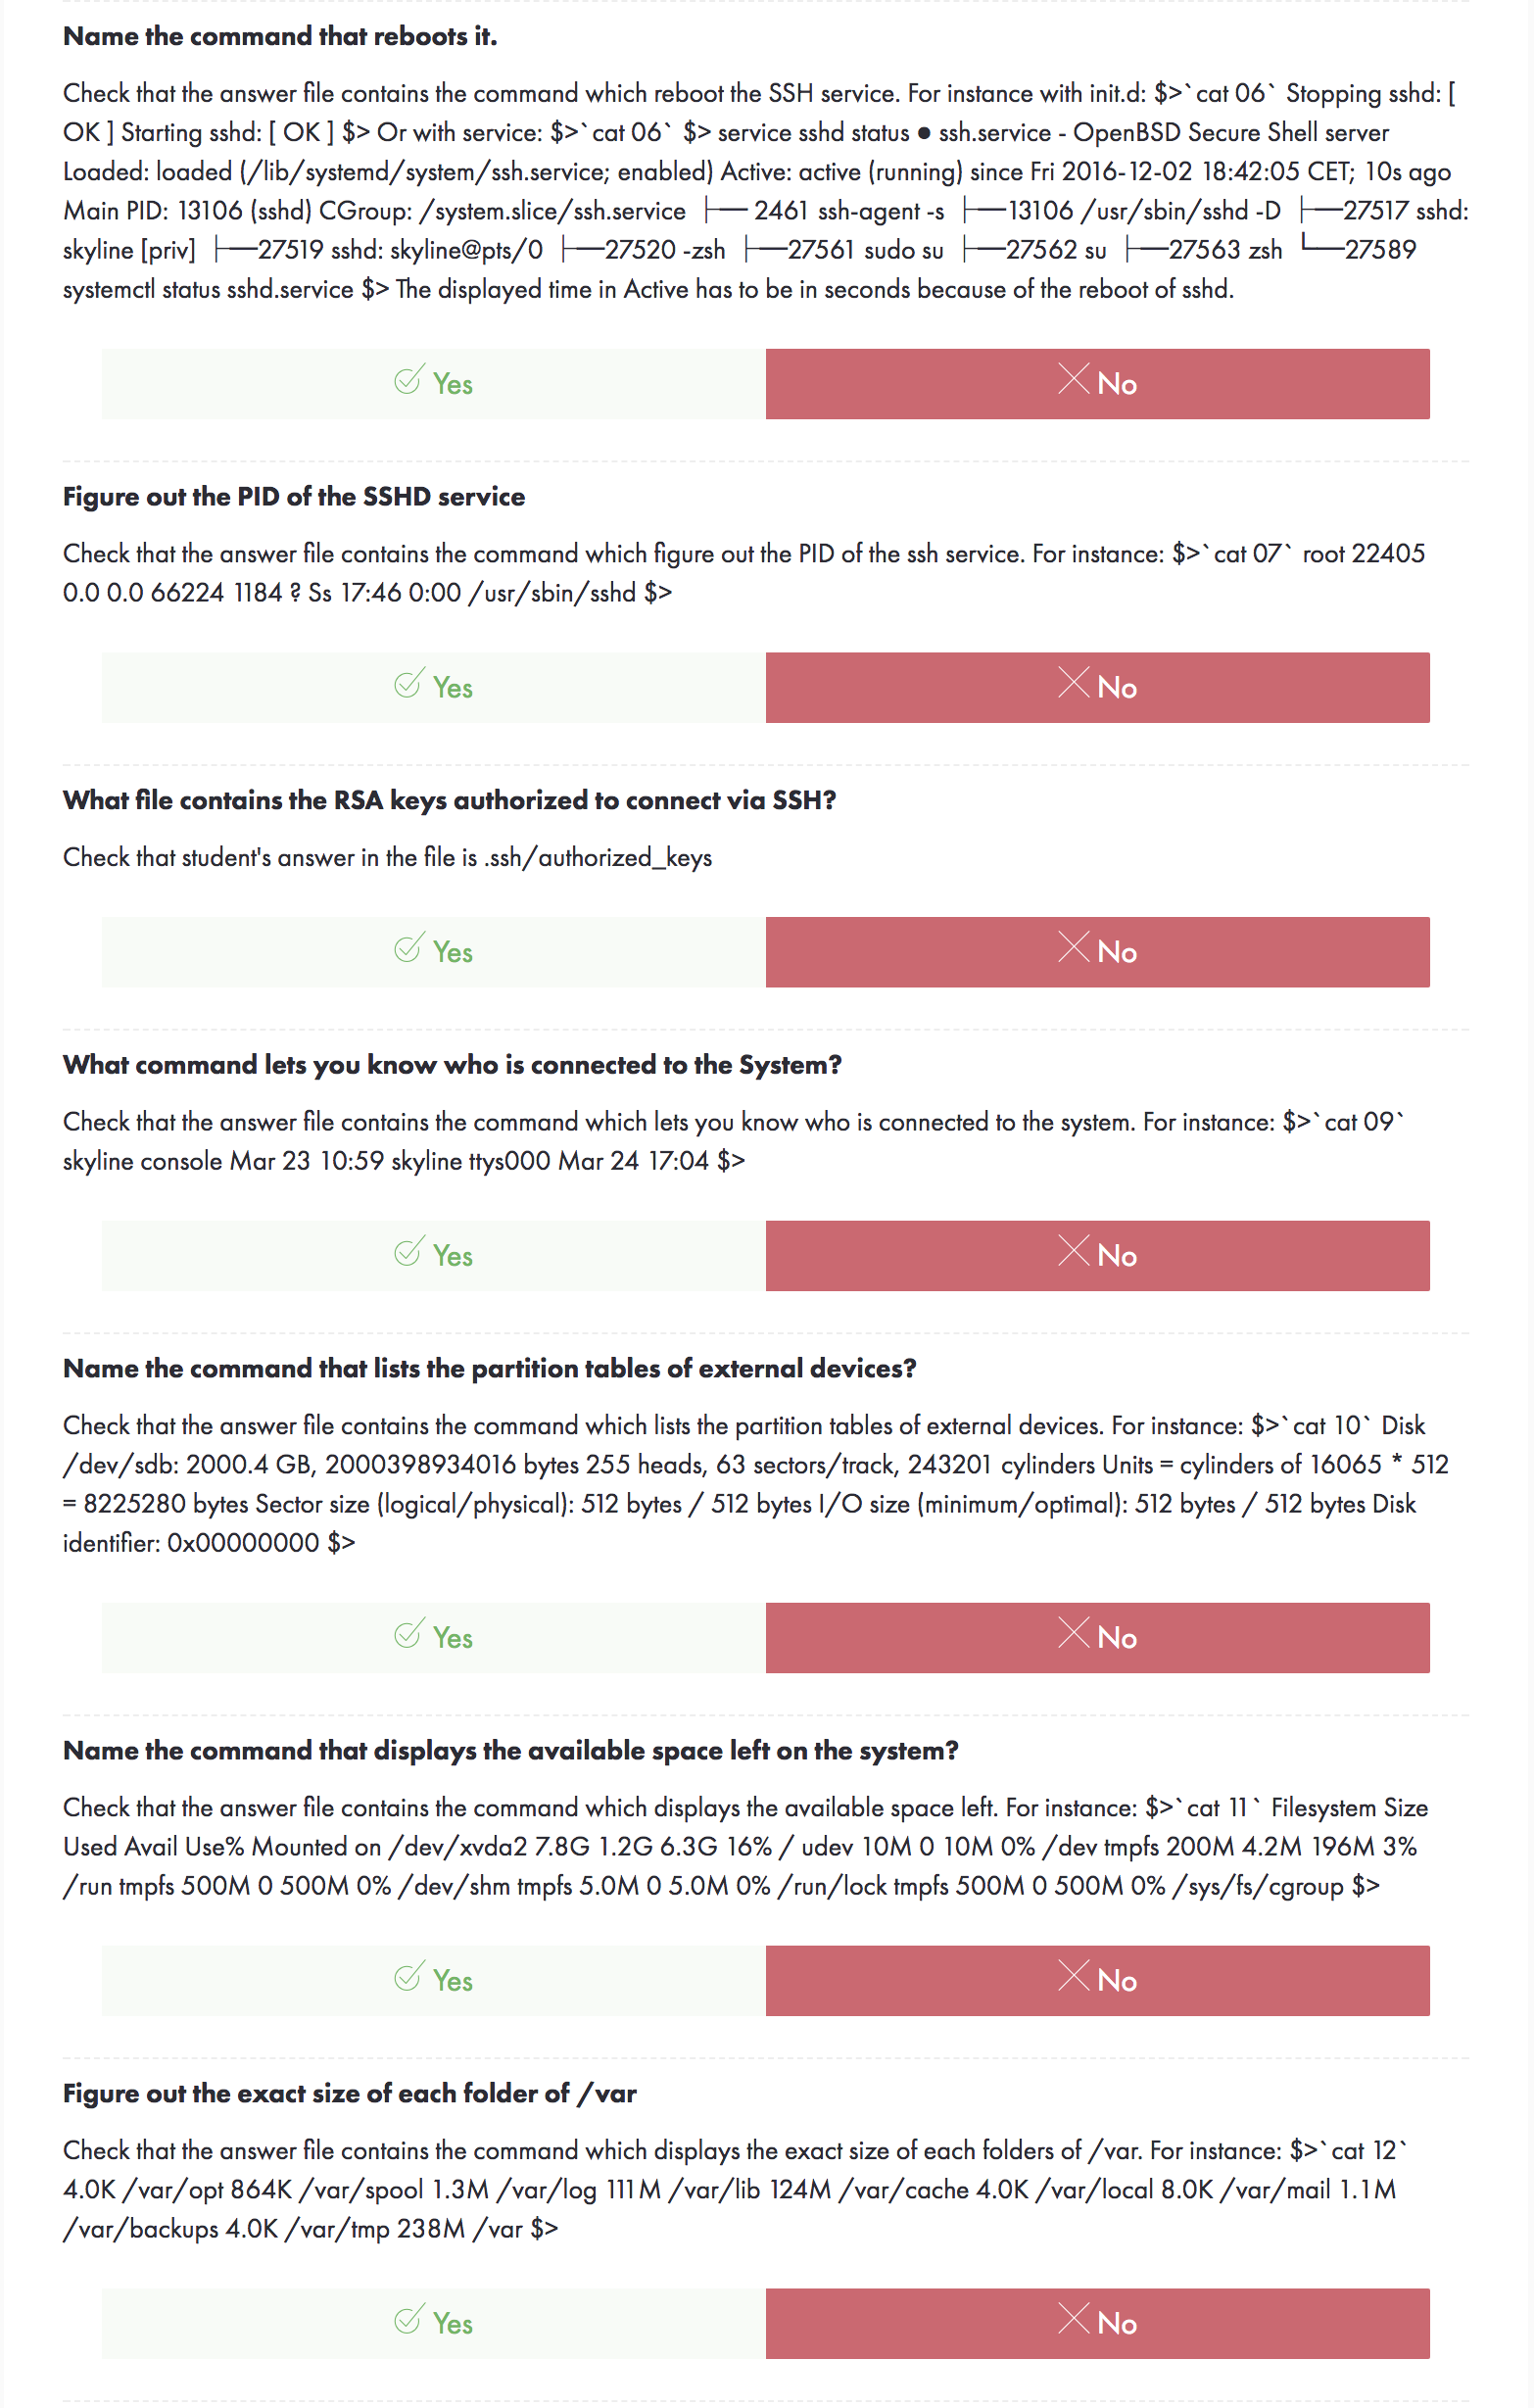 Name the command that reboots it.
Check that the answer file contains the command which reboot the SSH service. For instance with init.d: $>`cat 06` Stopping sshd: [
OK ] Starting sshd: [ OK ] $> Or with service: $>`cat 06` $> service sshd status ● ssh.service - OpenBSD Secure Shell server
Loaded: loaded (/lib/systemd/system/ssh.service; enabled) Active: active (running) since Fri 2016-12-02 18:42:05 CET; 10s ago
Main PID: 13106 (sshd) CGroup: /system.slice/ssh.service ├── 2461 ssh-agent -s ├──13106 /usr/sbin/sshd -D ├──27517 sshd:
skyline [priv] ├──27519 sshd: skyline@pts/0 ├──27520 -zsh ├──27561 sudo su ├──27562 su ├──27563 zsh └──27589
systemctl status sshd.service $> The displayed time in Active has to be in seconds because of the reboot of sshd.
Yes No
Figure out the PID of the SSHD service
Check that the answer file contains the command which figure out the PID of the ssh service. For instance: $>`cat 07` root 22405
0.0 0.0 66224 1184 ? Ss 17:46 0:00 /usr/sbin/sshd $>
Yes No
What file contains the RSA keys authorized to connect via SSH?
Check that student's answer in the file is .ssh/authorized_keys
Yes No
What command lets you know who is connected to the System?
Check that the answer file contains the command which lets you know who is connected to the system. For instance: $>`cat 09`
skyline console Mar 23 10:59 skyline ttys000 Mar 24 17:04 $>
Yes No
Name the command that lists the partition tables of external devices?
Check that the answer file contains the command which lists the partition tables of external devices. For instance: $>`cat 10` Disk
/dev/sdb: 2000.4 GB, 2000398934016 bytes 255 heads, 63 sectors/track, 243201 cylinders Units = cylinders of 16065 * 512
= 8225280 bytes Sector size (logical/physical): 512 bytes / 512 bytes I/O size (minimum/optimal): 512 bytes / 512 bytes Disk
identifier: 0x00000000 $>
Yes No
Name the command that displays the available space left on the system?
Check that the answer file contains the command which displays the available space left. For instance: $>`cat 11` Filesystem Size
Used Avail Use% Mounted on /dev/xvda2 7.8G 1.2G 6.3G 16% / udev 10M 0 10M 0% /dev tmpfs 200M 4.2M 196M 3%
/run tmpfs 500M 0 500M 0% /dev/shm tmpfs 5.0M 0 5.0M 0% /run/lock tmpfs 500M 0 500M 0% /sys/fs/cgroup $>
Yes No
Figure out the exact size of each folder of /var
Check that the answer file contains the command which displays the exact size of each folders of /var. For instance: $>`cat 12`
4.0K /var/opt 864K /var/spool 1.3M /var/log 111M /var/lib 124M /var/cache 4.0K /var/local 8.0K /var/mail 1.1M
/var/backups 4.0K /var/tmp 238M /var $>
Yes No